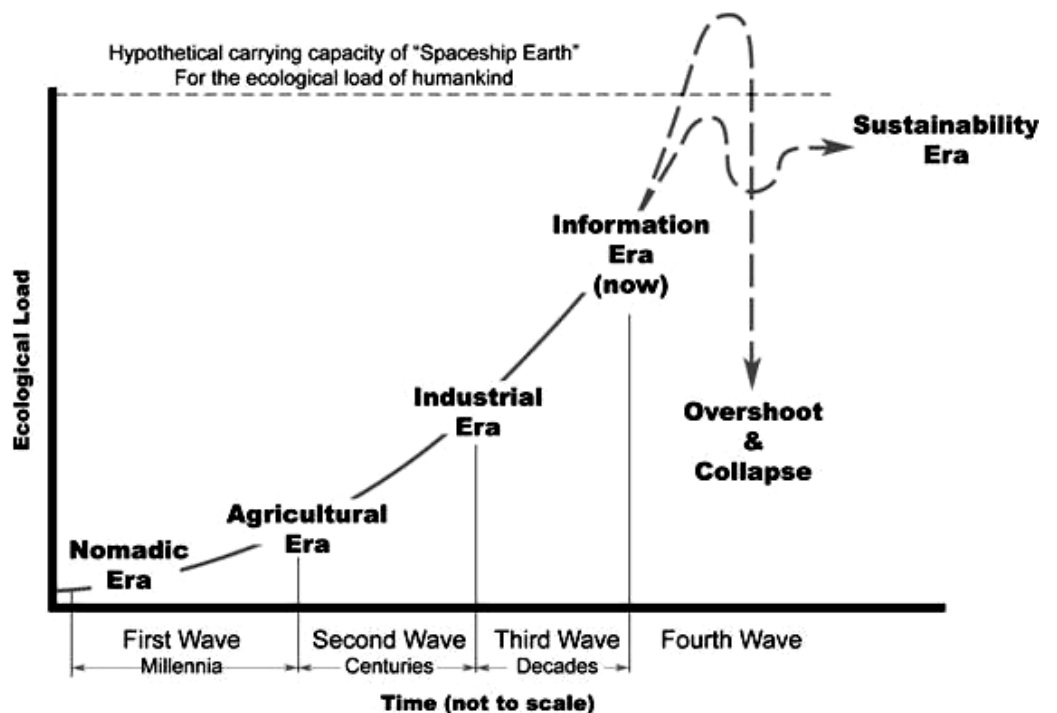 Hypothetical carrying capacity of “Spaceship Earth”
For the ecological load of humankind
Sustainability
Era
Information
Era
(now)
Ecological Load
Industrial
Era
Overshoot
&
Collapse
Agricultural
Era
Nomadic
Era
First Wave
Second Wave
Third Wave
Fourth Wave
Millennia
Centuries
Decades
Time (not to scale)